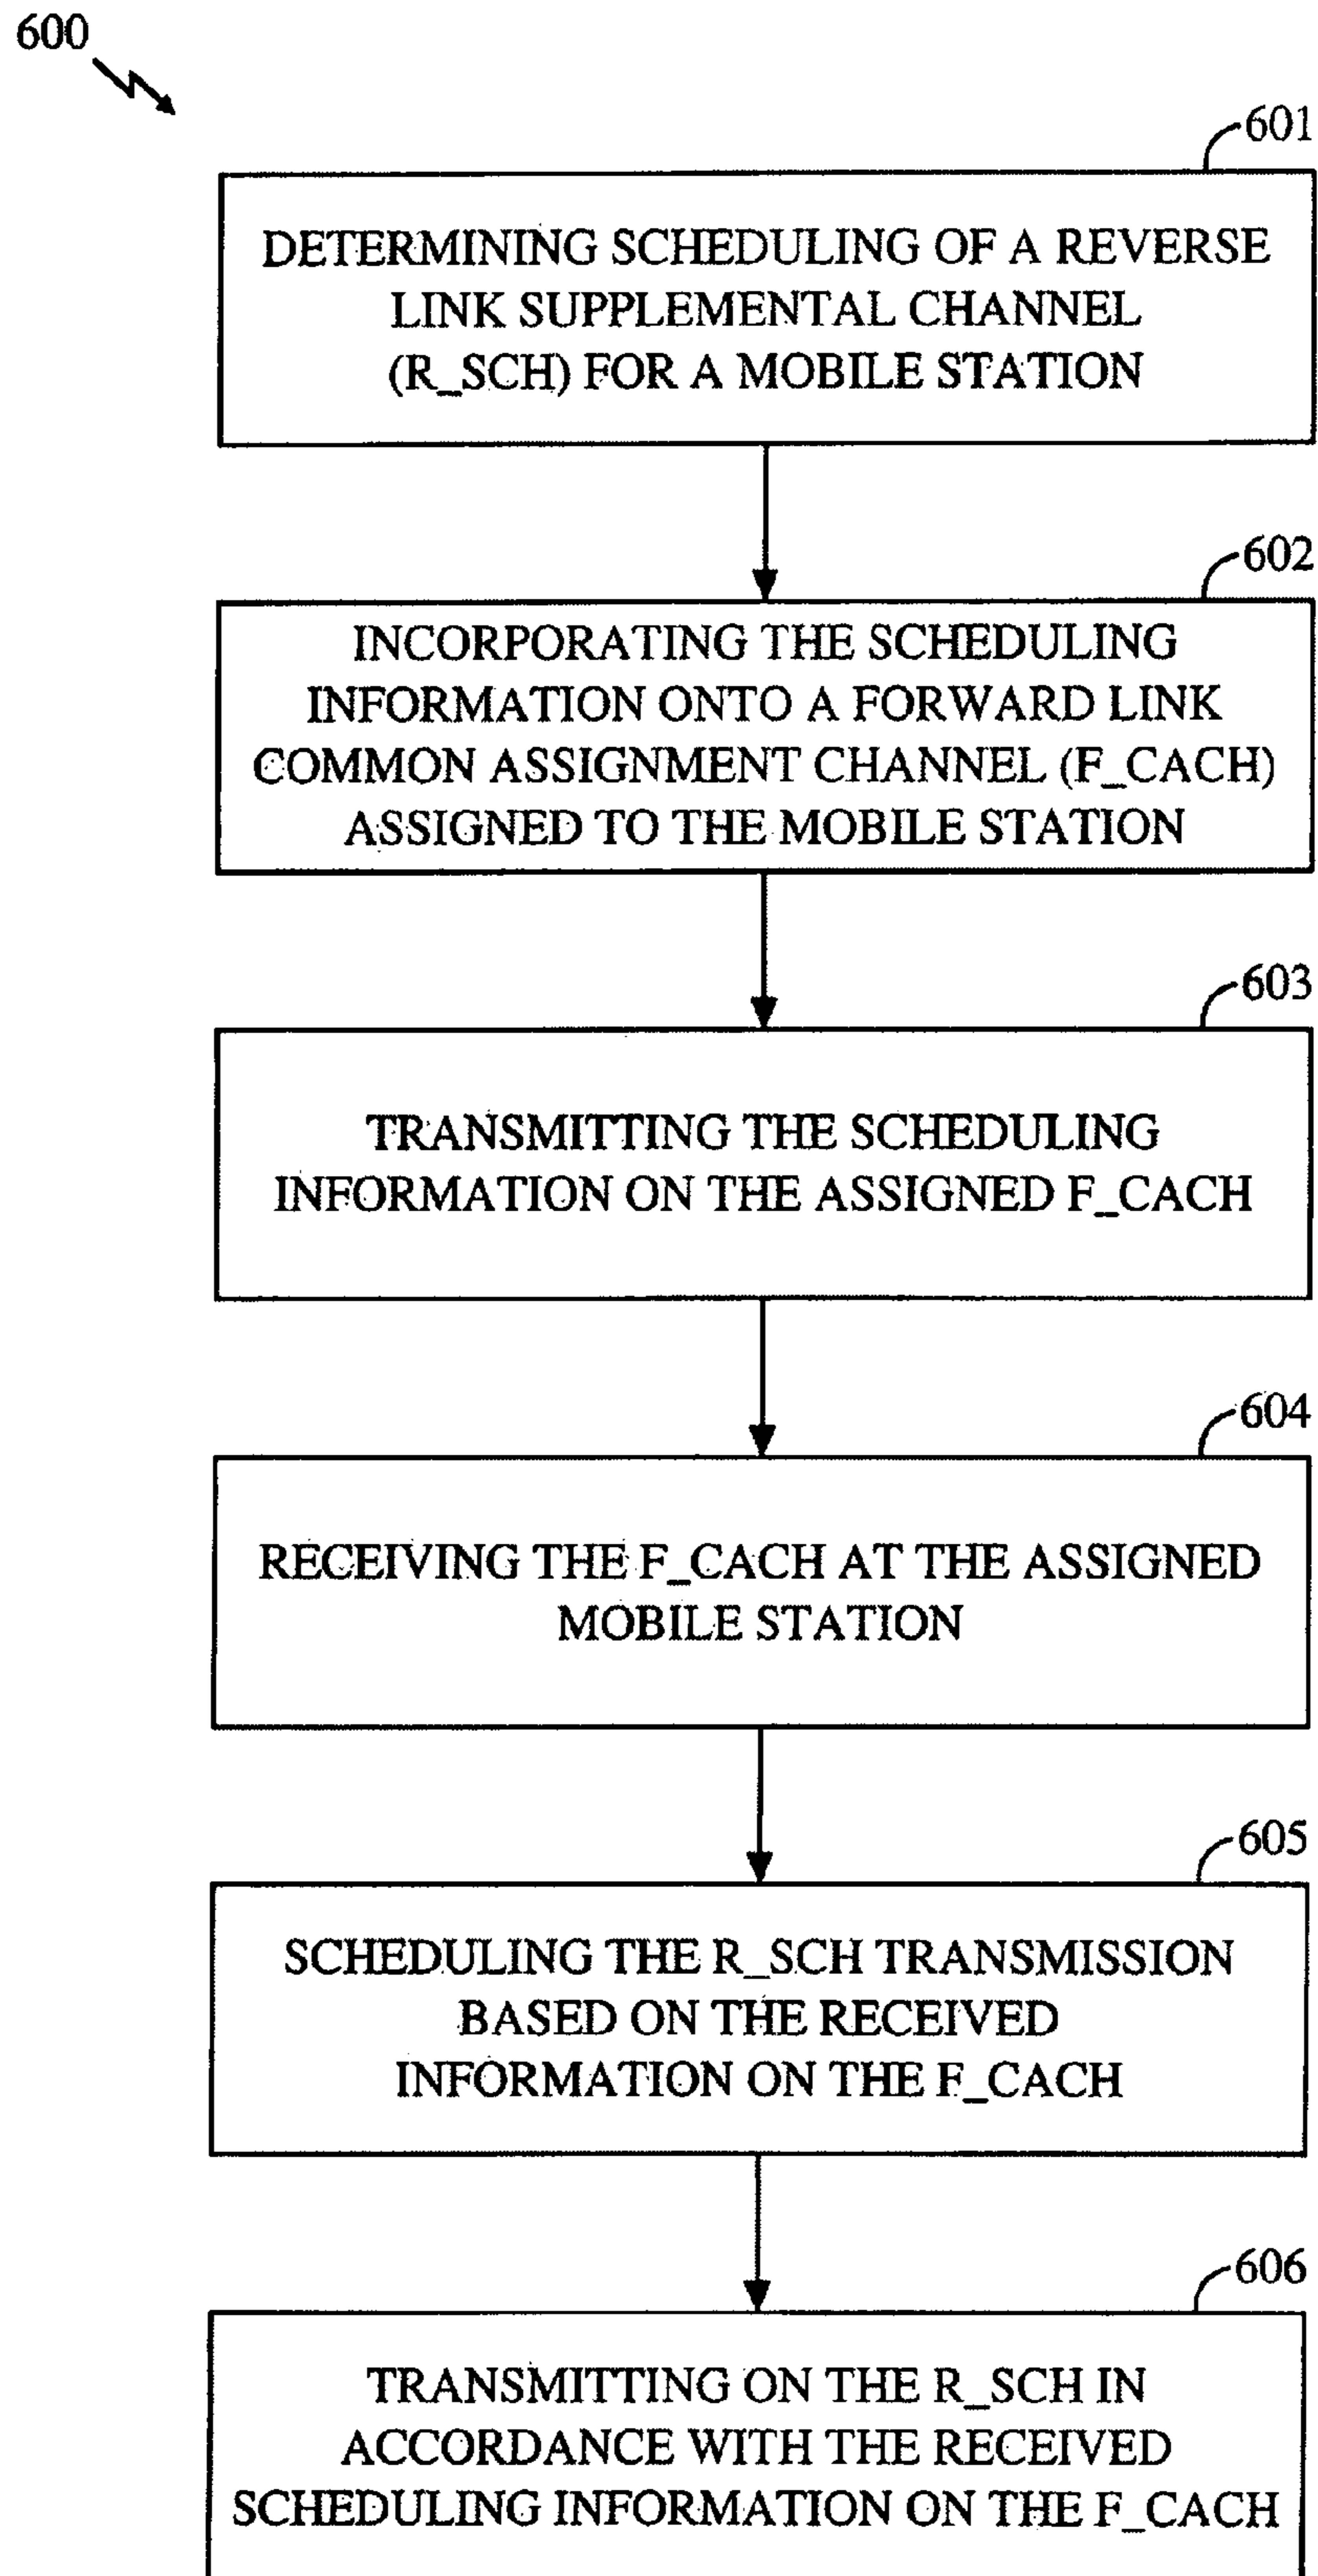 600
601
DETERMINING SCHEDULING OF A REVERSE
LINK SUPPLEMENTAL CHANNEL
(R_SCH) FOR A MOBILE STATION
602
INCORPORATING THE SCHEDULING
INFORMATION ONTO A FORWARD LINK
COMMON ASSIGNMENT CHANNEL (F_CACH)
ASSIGNED TO THE MOBILE STATION
603
TRANSMITTING THE SCHEDULING
INFORMATION ON THE ASSIGNED F_CACH
604
RECEIVING THE F_CACH AT THE ASSIGNED
MOBILE STATION
605
SCHEDULING THE R_SCH TRANSMISSION
BASED ON THE RECEIVED
INFORMATION ON THE F_CACH
606
TRANSMITTING ON THE R_SCH IN
ACCORDANCE WITH THE RECEIVED
SCHEDULING INFORMATION ON THE F_CACH